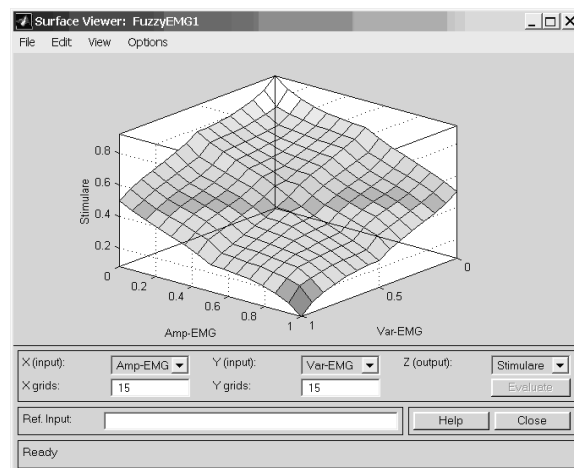 Surface Viewer: FuzzyEMG1
File Edit View Options
0.8
0.6
0.4
0.2
Stimulare
0
0.2
0.4
0.6
0.8
1
1
0.5
0
Amp-EMG
Var-EMG
X (input): Amp-EMG Y (input): Var-EMG Z (output): Stimulare
X grids: 15 Y grids: 15 Evaluate
Ref. Input: Help Close
Ready